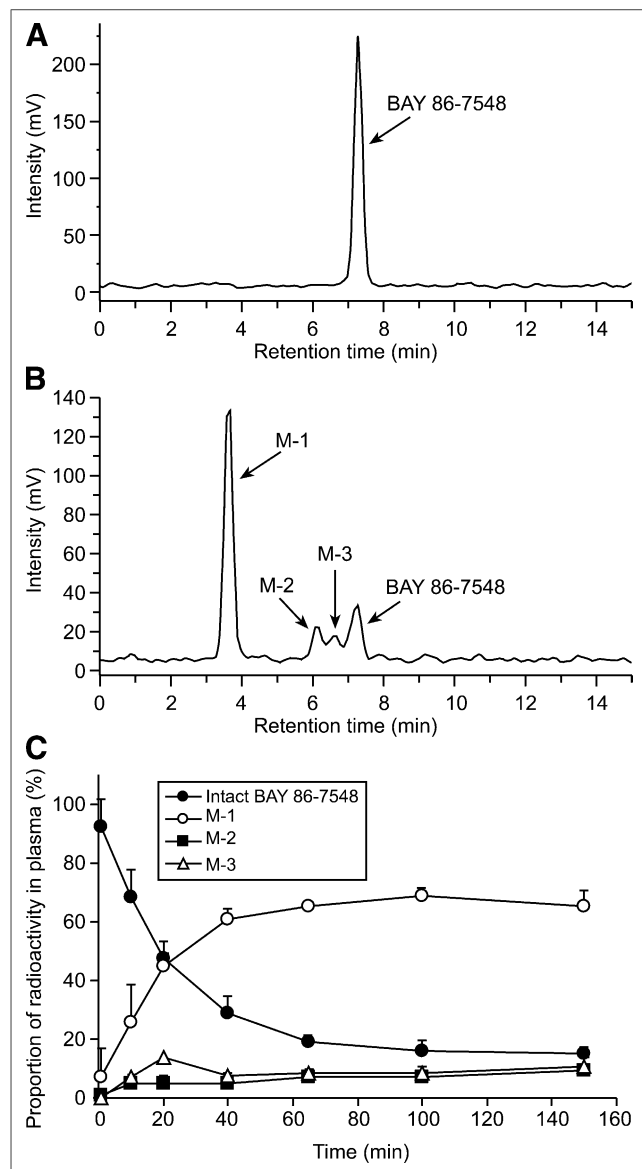 A
Intensity (mV)
200
150
100
50
0
BAY 86-7548
0 2 4 6 8 10 12 14
Retention time (min)
B
Intensity (mV)
140
120
100
80
60
40
20
0
M-1
M-2
M-3
BAY 86-7548
0 2 4 6 8 10 12 14
Retention time (min)
C
Proportion of radioactivity in plasma (%)
100
80
60
40
20
0
Intact BAY 86-7548
M-1
M-2
M-3
0 20 40 60 80 100 120 140 160
Time (min)